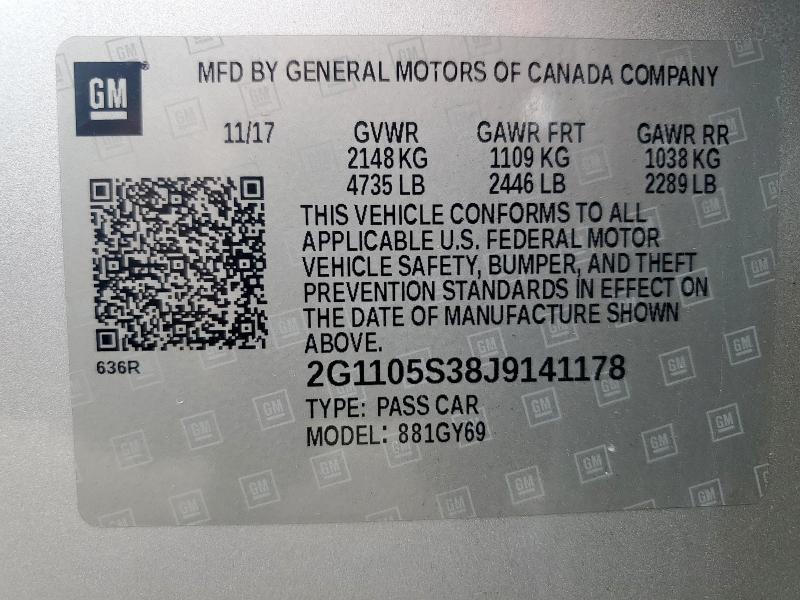 GM
MFD BY GENERAL MOTORS OF CANADA COMPANY
11/17 GVWR GAWR FRT GAWR RR
2148 KG 1109 KG 1038 KG
4735 LB 2446 LB 2289 LB
THIS VEHICLE CONFORMS TO ALL
APPLICABLE U.S. FEDERAL MOTOR
VEHICLE SAFETY, BUMPER, AND THEFT
PREVENTION STANDARDS IN EFFECT ON
THE DATE OF MANUFACTURE SHOWN
ABOVE.
636R
2G1105S38J9141178
TYPE: PASS CAR
MODEL: 881GY69